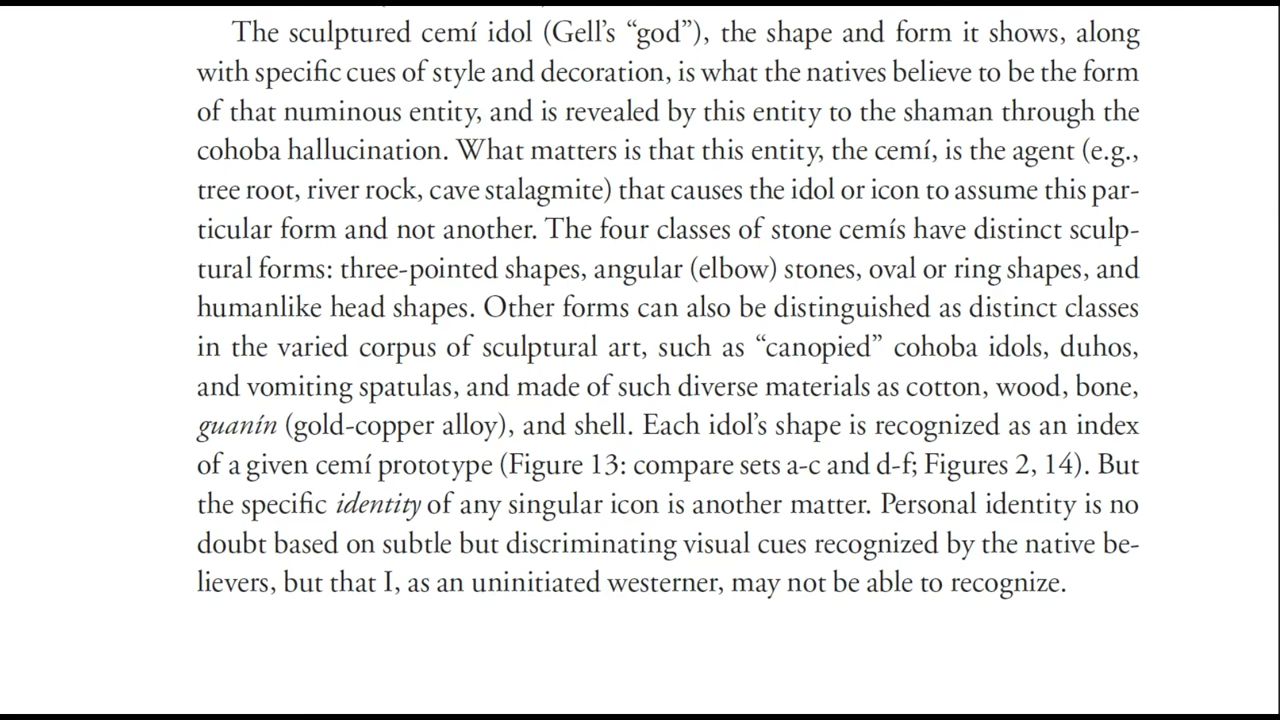 The sculptured cemí idol (Gell’s “god”), the shape and form it shows, along
with specific cues of style and decoration, is what the natives believe to be the form
of that numinous entity, and is revealed by this entity to the shaman through the
cohoba hallucination. What matters is that this entity, the cemí, is the agent (e.g.,
tree root, river rock, cave stalagmite) that causes the idol or icon to assume this par-
ticular form and not another. The four classes of stone cemís have distinct sculp-
tural forms: three-pointed shapes, angular (elbow) stones, oval or ring shapes, and
humanlike head shapes. Other forms can also be distinguished as distinct classes
in the varied corpus of sculptural art, such as “canopied” cohoba idols, duhos,
and vomiting spatulas, and made of such diverse materials as cotton, wood, bone,
guanín (gold-copper alloy), and shell. Each idol’s shape is recognized as an index
of a given cemí prototype (Figure 13: compare sets a-c and d-f; Figures 2, 14). But
the specific identity of any singular icon is another matter. Personal identity is no
doubt based on subtle but discriminating visual cues recognized by the native be-
lievers, but that I, as an uninitiated westerner, may not be able to recognize.